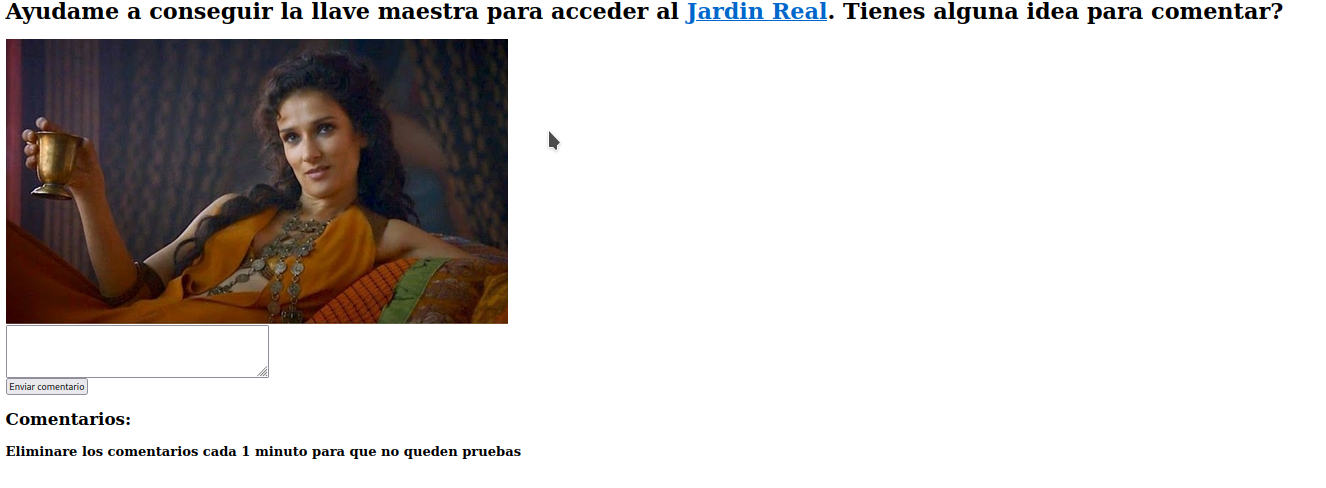 Ayudame a conseguir la llave maestra para acceder al Jardin Real. Tienes alguna idea para comentar?
Enviar comentario
Comentarios:
Eliminare los comentarios cada 1 minuto para que no queden pruebas